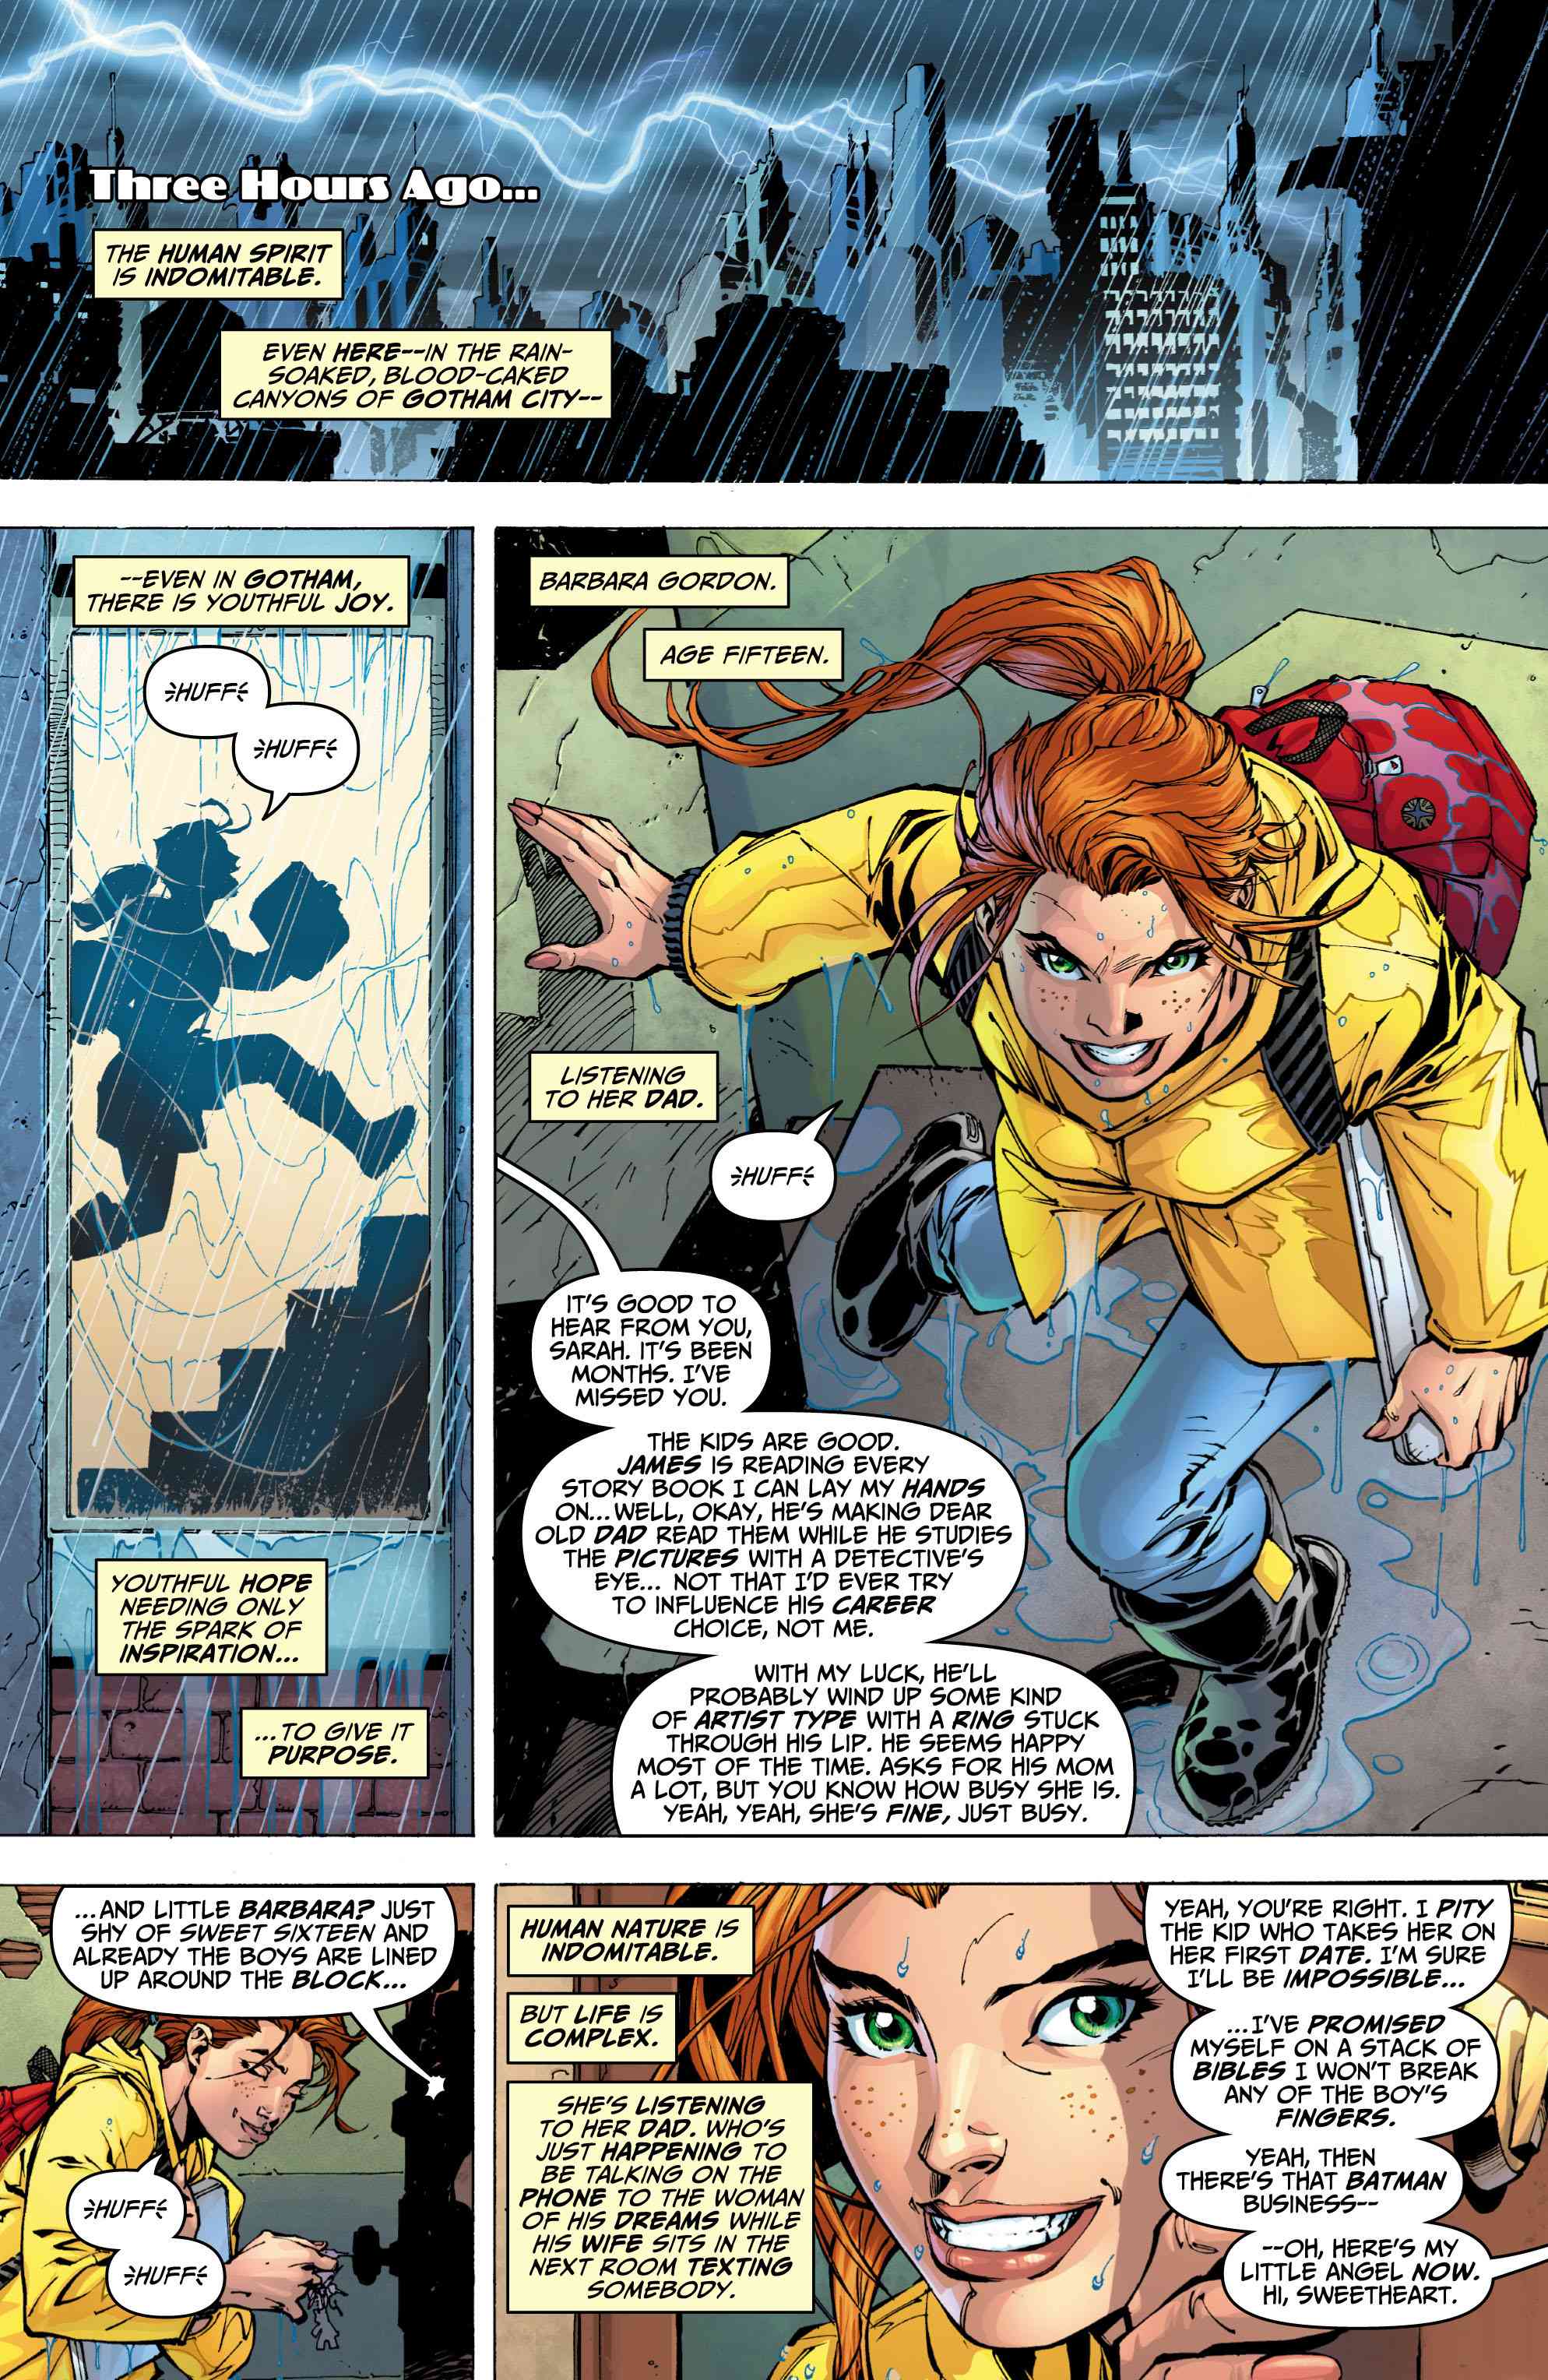 Three Hours Ago...
THE HUMAN SPIRIT
IS INDOMITABLE.
EVEN HERE--IN THE RAIN-
SOAKED, BLOOD-CAKED
CANYONS OF GOTHAM CITY--
--EVEN IN GOTHAM,
THERE IS YOUTHFUL JOY.
HUFF
HUFF
YOUTHFUL HOPE
NEEDING ONLY
THE SPARK OF
INSPIRATION...
...TO GIVE IT
PURPOSE.
BARBARA GORDON.
AGE FIFTEEN.
LISTENING
TO HER DAD.
HUFF
IT'S GOOD TO
HEAR FROM YOU,
SARAH. IT'S BEEN
MONTHS. I'VE
MISSED YOU.
THE KIDS ARE GOOD.
JAMES IS READING EVERY
STORY BOOK I CAN LAY MY HANDS
ON...WELL, OKAY, HE'S MAKING DEAR
OLD DAD READ THEM WHILE HE STUDIES
THE PICTURES WITH A DETECTIVE'S
EYE... NOT THAT I'D EVER TRY
TO INFLUENCE HIS CAREER
CHOICE, NOT ME.
WITH MY LUCK, HE'LL
PROBABLY WIND UP SOME KIND
OF ARTIST TYPE WITH A RING STUCK
THROUGH HIS LIP. HE SEEMS HAPPY
MOST OF THE TIME. ASKS FOR HIS MOM
A LOT, BUT YOU KNOW HOW BUSY SHE IS.
YEAH, YEAH, SHE'S FINE, JUST BUSY.
...AND LITTLE BARBARA? JUST
SHY OF SWEET SIXTEEN AND
ALREADY THE BOYS ARE LINED
UP AROUND THE BLOCK...
HUFF
HUFF
HUMAN NATURE IS
INDOMITABLE.
BUT LIFE IS
COMPLEX.
SHE'S LISTENING
TO HER DAD. WHO'S
JUST HAPPENING TO
BE TALKING ON THE
PHONE TO THE WOMAN
OF HIS DREAMS WHILE
HIS WIFE SITS IN THE
NEXT ROOM TEXTING
SOMEBODY.
YEAH, YOU'RE RIGHT. I PITY
THE KID WHO TAKES HER ON
HER FIRST DATE. I'M SURE
I'LL BE IMPOSSIBLE...
...I'VE PROMISED
MYSELF ON A STACK OF
BIBLES I WON'T BREAK
ANY OF THE BOY'S
FINGERS.
YEAH, THEN
THERE'S THAT BATMAN
BUSINESS--
--OH, HERE'S MY
LITTLE ANGEL NOW.
HI, SWEETHEART.